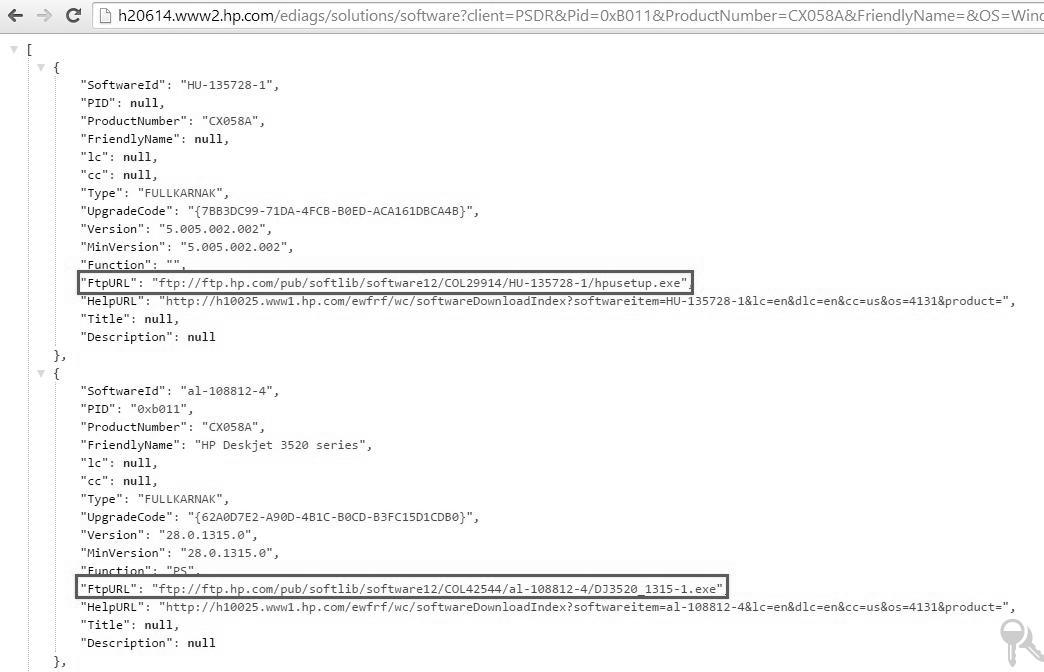 h20614.www2.hp.com/ediags/solutions/software?client=PSDR&Pid=0xB011&ProductNumber=CX058A&FriendlyName=&OS=Wind
[
{
"SoftwareId": "HU-135728-1",
"PID": null,
"ProductNumber": "CX058A",
"FriendlyName": null,
"lc": null,
"cc": null,
"Type": "FULLKARNAK",
"UpgradeCode": "{7BB3DC99-71DA-4FCB-B0ED-ACA161DBCA4B}",
"Version": "5.005.002.002",
"MinVersion": "5.005.002.002",
"Function": "",
"FtpURL": "ftp://ftp.hp.com/pub/softlib/software12/COL29914/HU-135728-1/hpusetup.exe",
"HelpURL": "http://h10025.www1.hp.com/ewfrf/wc/softwareDownloadIndex?softwareitem=HU-135728-1&lc=en&dlc=en&cc=us&os=4131&product=",
"Title": null,
"Description": null
},
{
"SoftwareId": "al-108812-4",
"PID": "0xb011",
"ProductNumber": "CX058A",
"FriendlyName": "HP Deskjet 3520 series",
"lc": null,
"cc": null,
"Type": "FULLKARNAK",
"UpgradeCode": "{62A0D7E2-A90D-4B1C-B0CD-B3FC15D1CDB0}",
"Version": "28.0.1315.0",
"MinVersion": "28.0.1315.0",
"Function": "PS",
"FtpURL": "ftp://ftp.hp.com/pub/softlib/software12/COL42544/al-108812-4/DJ3520_1315-1.exe"
"HelpURL": "http://h10025.www1.hp.com/ewfrf/wc/softwareDownloadIndex?softwareitem=al-108812-4&lc=en&dlc=en&cc=us&os=4131&product=",
"Title": null,
"Description": null
},